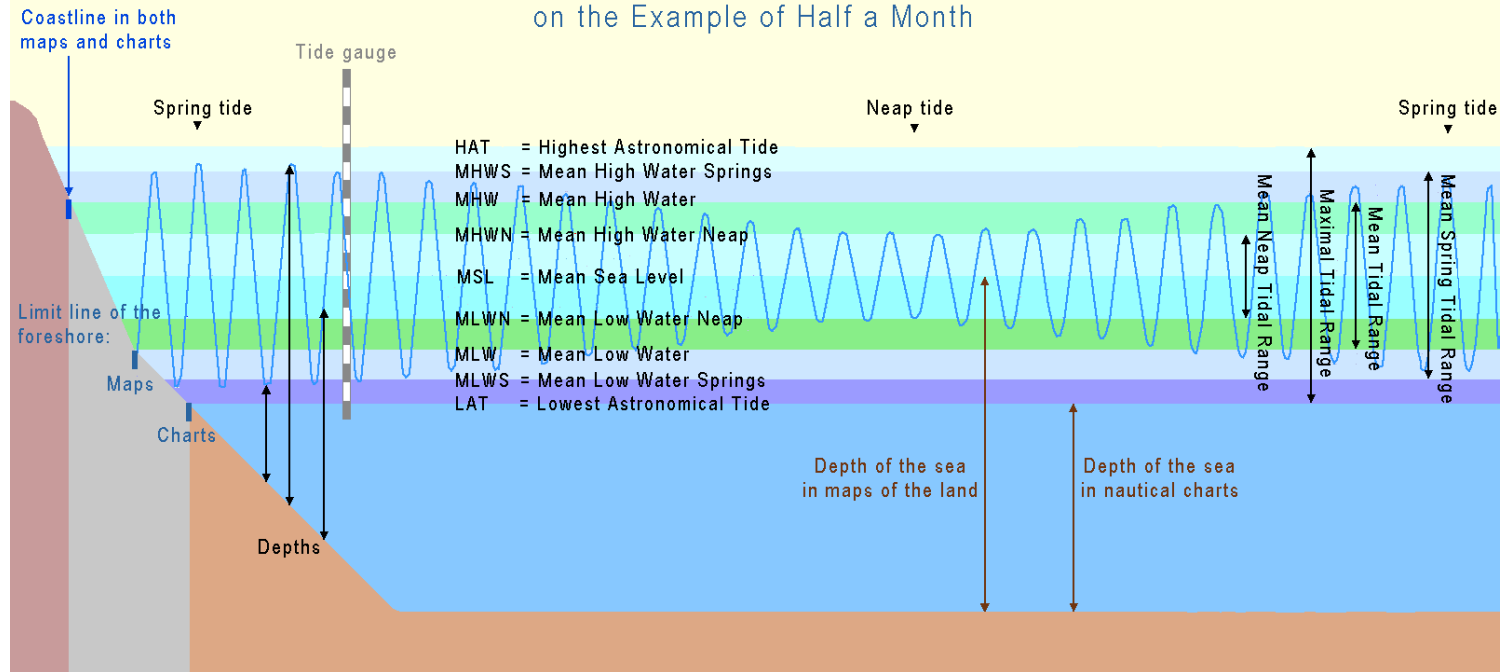 on the Example of Half a Month
Coastline in both
maps and charts
Tide gauge
Spring tide
Neap tide
Spring tide
HAT = Highest Astronomical Tide
MHWS = Mean High Water Springs
MHW = Mean High Water
MHWN = Mean High Water Neap
MSL = Mean Sea Level
MLWN = Mean Low Water Neap
MLW = Mean Low Water
MLWS = Mean Low Water Springs
LAT = Lowest Astronomical Tide
Mean Neap Tidal Range
Maximal Tidal Range
Mean Tidal Range
Mean Spring Tidal Range
Limit line of the
foreshore:
Maps
Charts
Depths
Depth of the sea
in maps of the land
Depth of the sea
in nautical charts